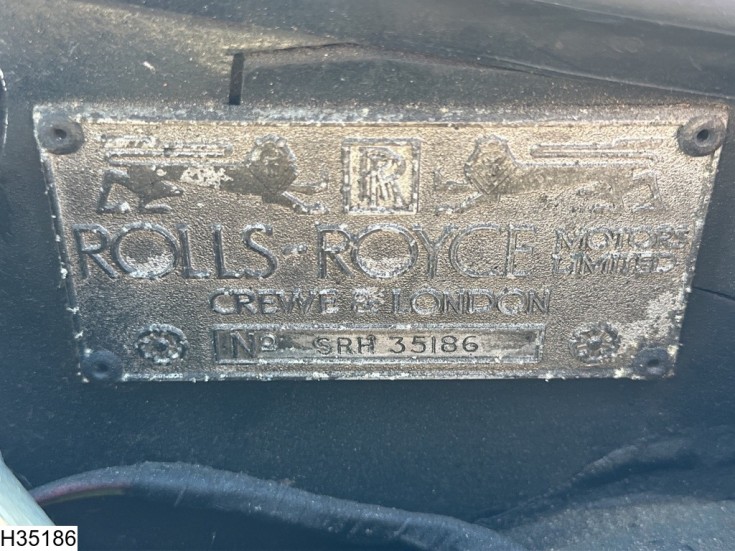 RR
ROLLS-ROYCE MOTORS LIMITED
CREWE & LONDON
Nº SRH 35186
H35186